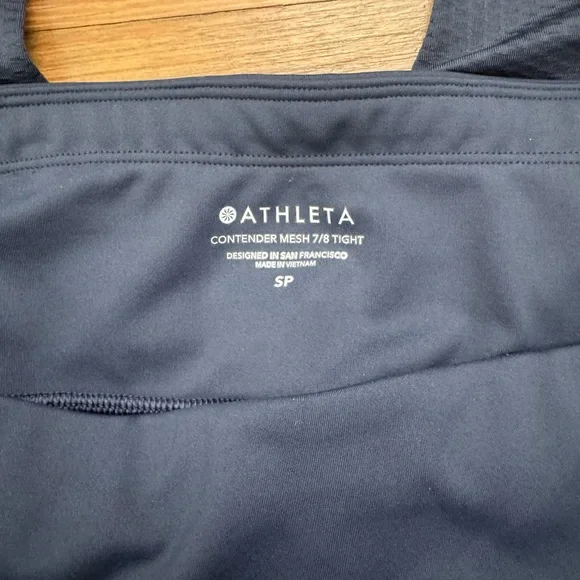 ATHLETA
CONTENDER MESH 7/8 TIGHT
DESIGNED IN SAN FRANCISCO
MADE IN VIETNAM
SP